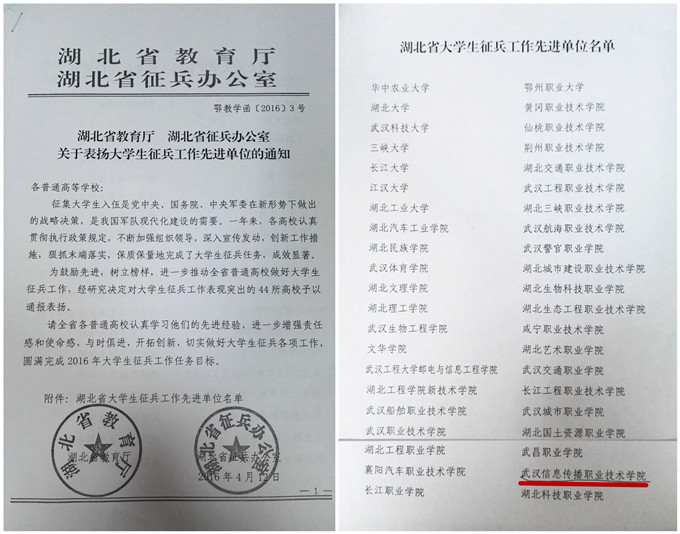 湖北省教育厅
湖北省征兵办公室
鄂教学函〔2016〕3号
湖北省教育厅 湖北省征兵办公室
关于表扬大学生征兵工作先进单位的通知
各普通高等学校:
征集大学生入伍是党中央、国务院、中央军委在新形势下做出
的战略决策，是我国军队现代化建设的需要。一年来，各高校认真
贯彻执行政策规定，不断加强组织领导，深入宣传发动，创新工作措
施，狠抓末端落实，保质保量地完成了大学生征兵任务，成效显著。
为鼓励先进，树立榜样，进一步推动全省普通高校做好大学生
征兵工作，经研究决定对大学生征兵工作表现突出的44所高校予以
通报表扬。
请全省各普通高校认真学习他们的先进经验，进一步增强责任
感和使命感，与时俱进，开拓创新，切实做好大学生征兵各项工作，
圆满完成2016年大学生征兵工作任务目标。
附件: 湖北省大学生征兵工作先进单位名单
湖北省教育厅
湖北省征兵办公室
湖北省教育厅 湖北省征兵办公室
2016年4月12日
—1—
湖北省大学生征兵工作先进单位名单
华中农业大学 鄂州职业大学
湖北大学 黄冈职业技术学院
武汉科技大学 仙桃职业学院
三峡大学 荆州职业技术学院
长江大学 湖北交通职业技术学院
江汉大学 武汉工程职业技术学院
湖北工业大学 湖北三峡职业技术学院
湖北汽车工业学院 武汉航海职业技术学院
湖北民族学院 武汉警官职业学院
武汉体育学院 湖北城市建设职业技术学院
湖北文理学院 湖北生物科技职业学院
湖北理工学院 湖北生态工程职业技术学院
武汉生物工程学院 咸宁职业技术学院
文华学院 湖北艺术职业学院
武汉工程大学邮电与信息工程学院 武汉交通职业学院
湖北工程学院新技术学院 长江工程职业技术学院
武汉船舶职业技术学院 武汉城市职业学院
武汉职业技术学院 湖北国土资源职业学院
湖北工程职业学院 武昌职业学院
襄阳汽车职业技术学院 武汉信息传播职业技术学院
长江职业学院 湖北科技职业学院